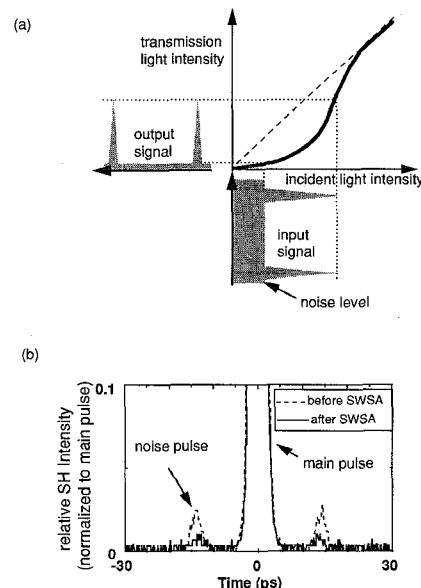 (a)
transmission
light intensity
output
signal
incident light intensity
input
signal
noise level
(b)
relative SH Intensity
(normalized to main pulse)
0.1
before SWSA
after SWSA
noise pulse
main pulse
0
-30
0
30
Time (ps)